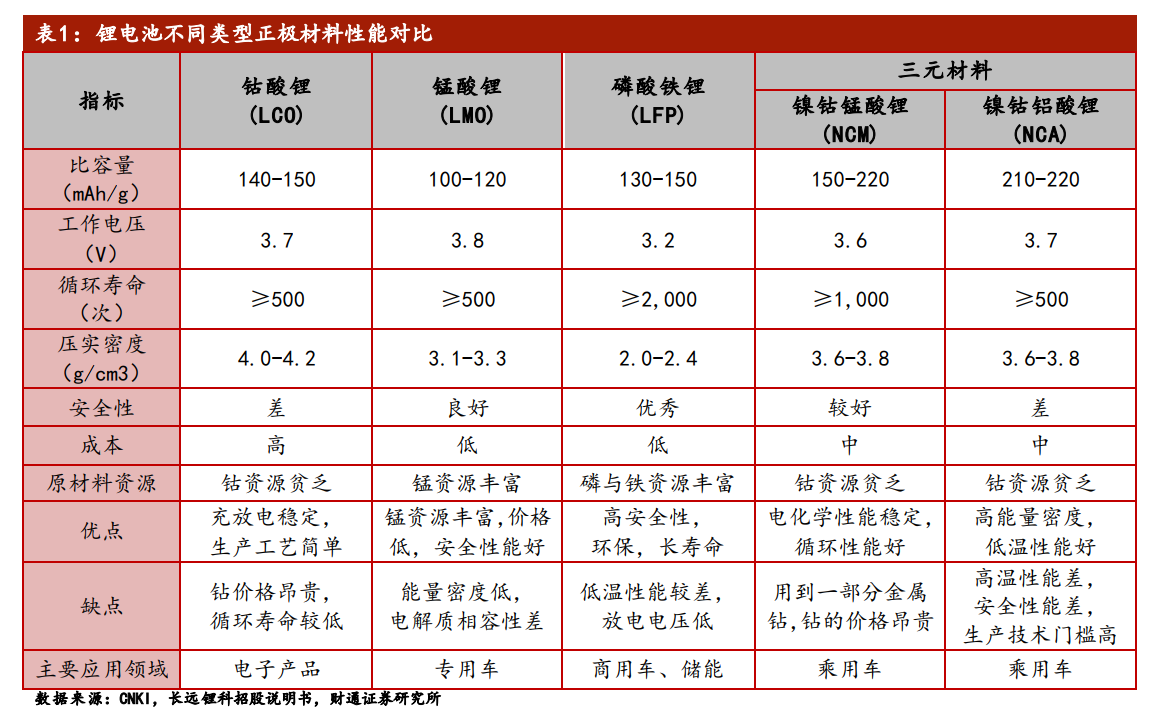 表1：锂电池不同类型正极材料性能对比
指标
钴酸锂
(LCO)
锰酸锂
(LMO)
磷酸铁锂
(LFP)
三元材料
镍钴锰酸锂
(NCM)
镍钴铝酸锂
(NCA)
比容量
（mAh/g）
140-150
100-120
130-150
150-220
210-220
工作电压
（V）
3.7
3.8
3.2
3.6
3.7
循环寿命
（次）
≥500
≥500
≥2,000
≥1,000
≥500
压实密度
（g/cm3）
4.0-4.2
3.1-3.3
2.0-2.4
3.6-3.8
3.6-3.8
安全性
差
良好
优秀
较好
差
成本
高
低
低
中
中
原材料资源
钴资源贫乏
锰资源丰富
磷与铁资源丰富
钴资源贫乏
钴资源贫乏
优点
充放电稳定，
生产工艺简单
锰资源丰富,价格
低，安全性能好
高安全性，
环保，长寿命
电化学性能稳定，
循环性能好
高能量密度，
低温性能好
缺点
钴价格昂贵，
循环寿命较低
能量密度低，
电解质相容性差
低温性能较差，
放电电压低
用到一部分金属
钴,钴的价格昂贵
高温性能差，
安全性能差，
生产技术门槛高
主要应用领域
电子产品
专用车
商用车、储能
乘用车
乘用车
数据来源：CNKI，长远锂科招股说明书，财通证券研究所